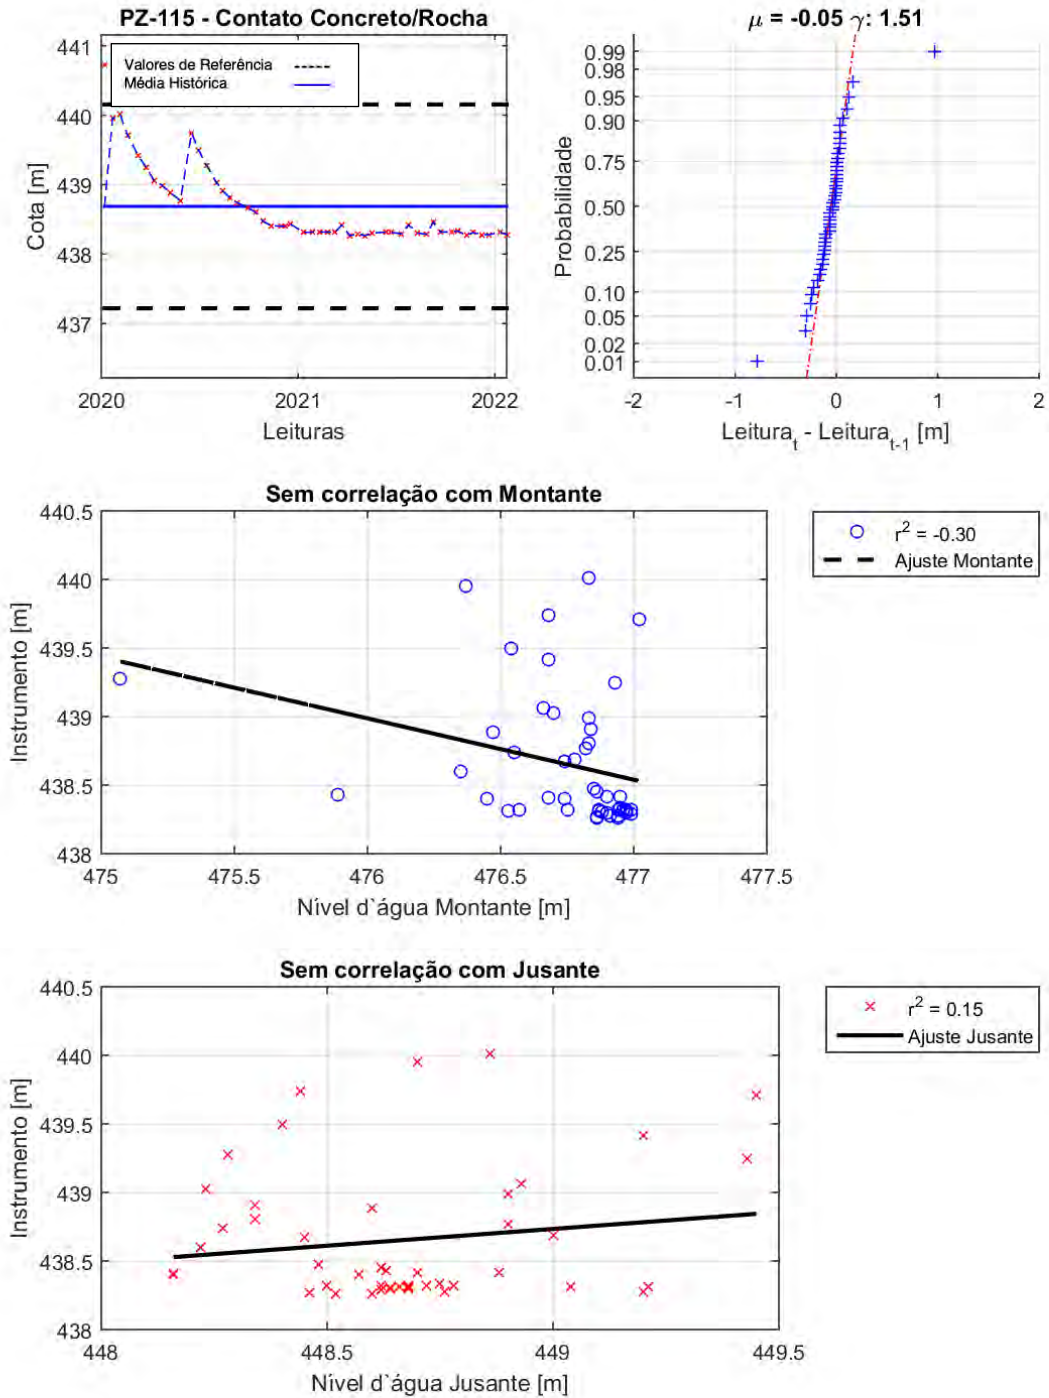 PZ-115 - Contato Concreto/Rocha
441
440
439
438
437
Cota [m]
Valores de Referência
Média Histórica
2020
2021
2022
Leituras
μ = -0.05 γ: 1.51
0.99
0.98
0.95
0.90
0.75
0.50
0.25
0.10
0.05
0.02
0.01
Probabilidade
-2
-1
0
1
2
Leitura_t - Leitura_t-1 [m]
Sem correlação com Montante
440.5
440
439.5
439
438.5
438
Instrumento [m]
475
475.5
476
476.5
477
477.5
Nível d`água Montante [m]
r² = -0.30
Ajuste Montante
Sem correlação com Jusante
440.5
440
439.5
439
438.5
438
Instrumento [m]
448
448.5
449
449.5
Nível d`água Jusante [m]
r² = 0.15
Ajuste Jusante